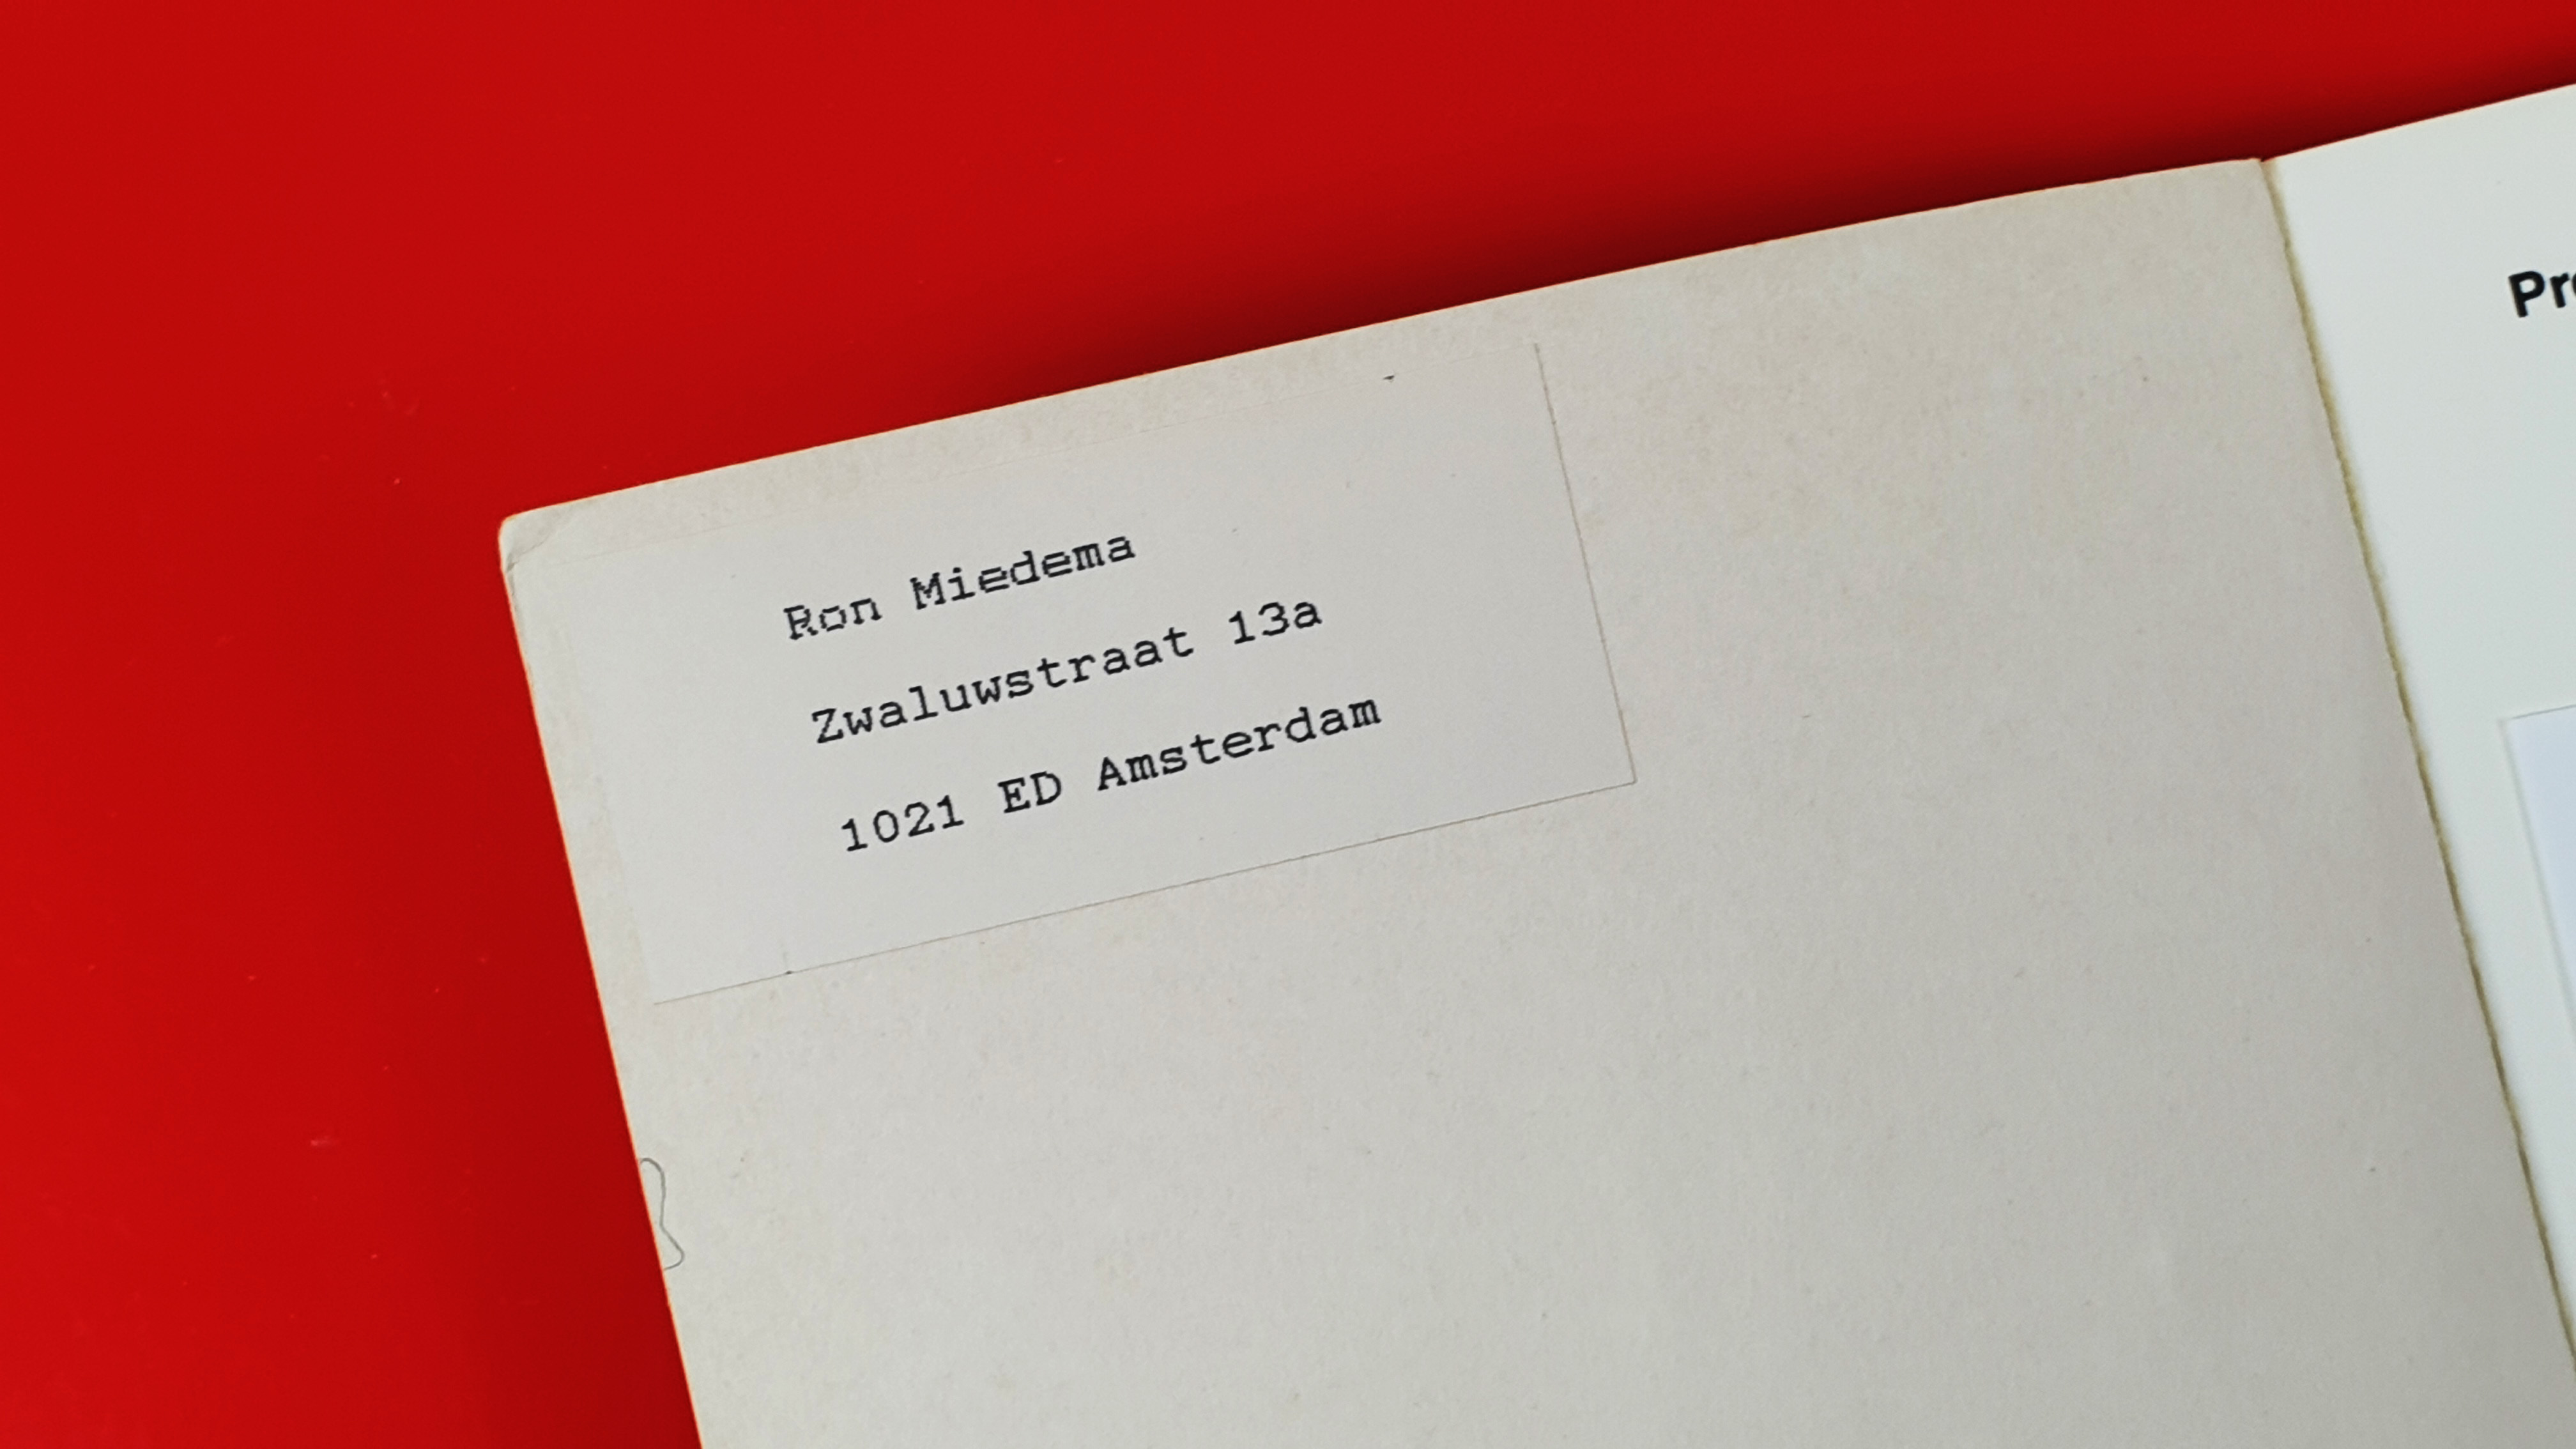 Ron Miedema
Zwaluwstraat 13a
1021 ED Amsterdam